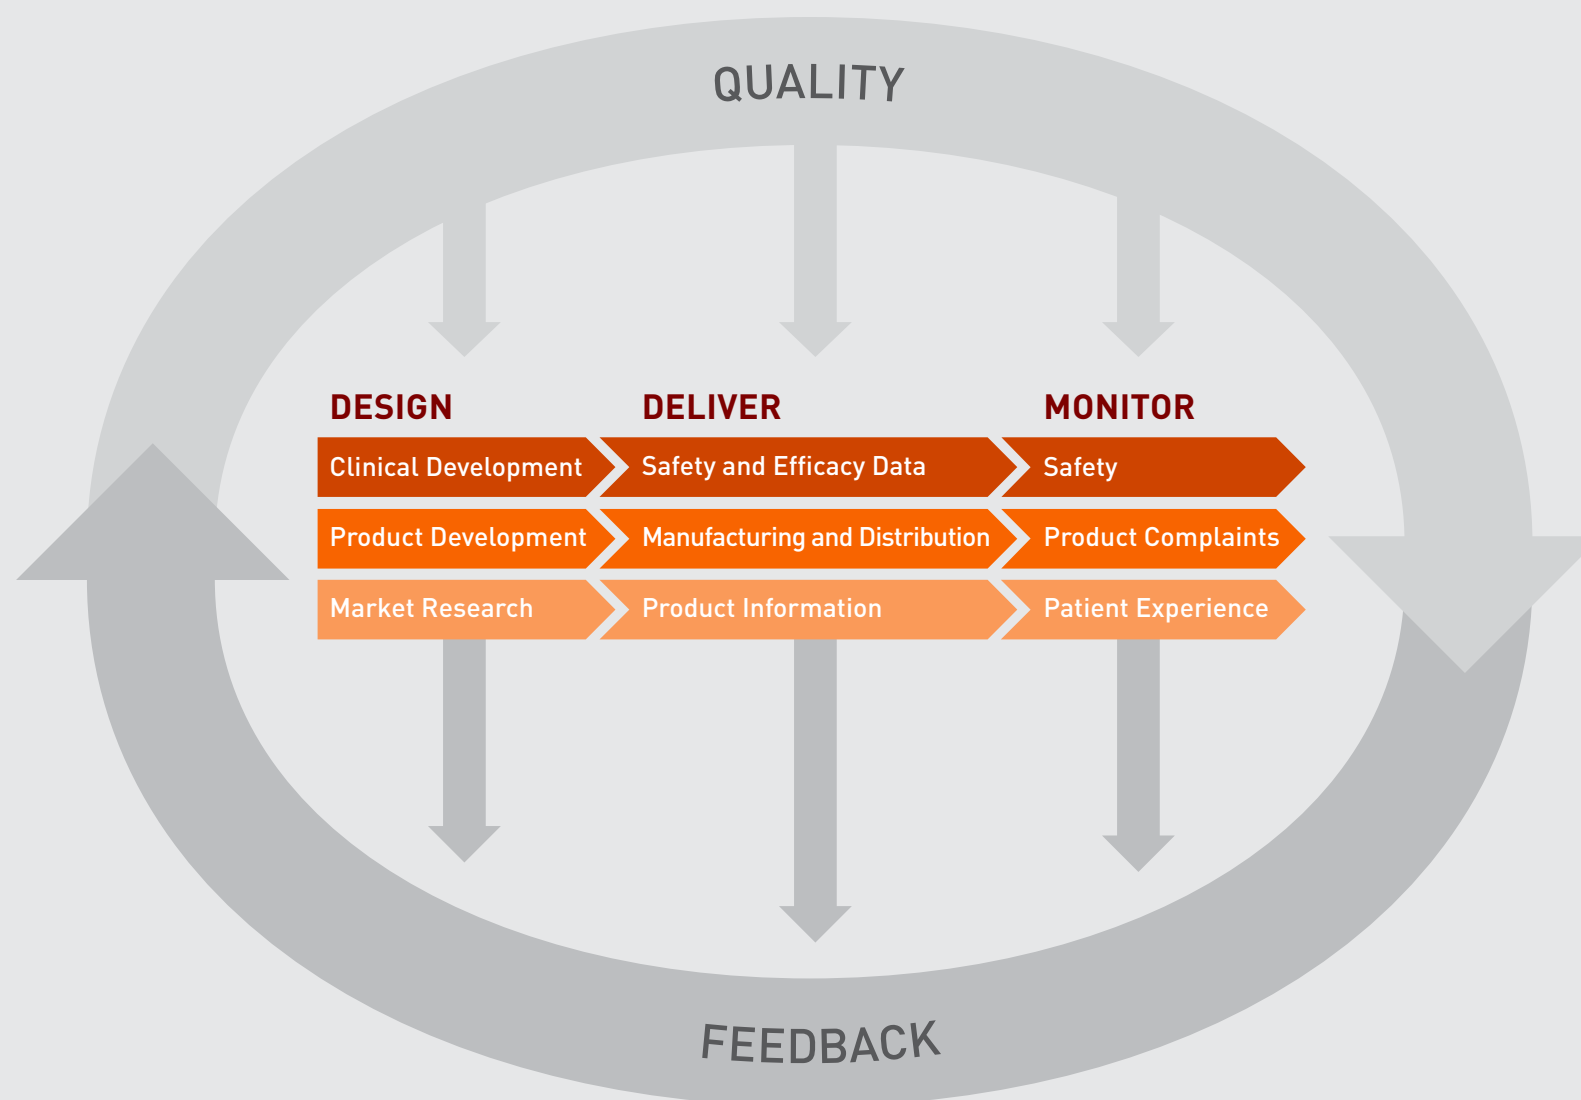 QUALITY
DESIGN DELIVER MONITOR
Clinical Development Safety and Efficacy Data Safety
Product Development Manufacturing and Distribution Product Complaints
Market Research Product Information Patient Experience
FEEDBACK